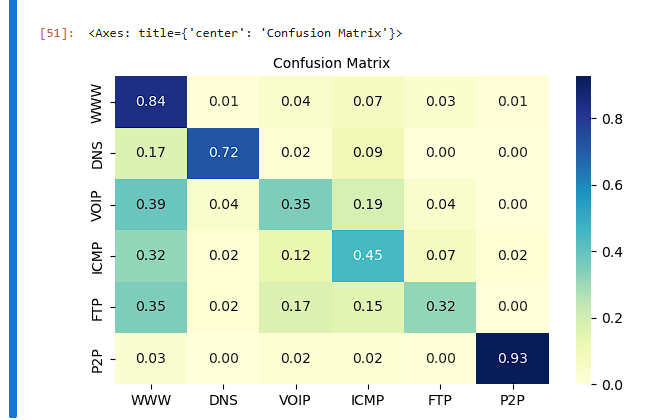 [51]: <Axes: title={'center': 'Confusion Matrix'}>
Confusion Matrix
WWW 0.84 0.01 0.04 0.07 0.03 0.01
DNS 0.17 0.72 0.02 0.09 0.00 0.00
VOIP 0.39 0.04 0.35 0.19 0.04 0.00
ICMP 0.32 0.02 0.12 0.45 0.07 0.02
FTP 0.35 0.02 0.17 0.15 0.32 0.00
P2P 0.03 0.00 0.02 0.02 0.00 0.93
WWW DNS VOIP ICMP FTP P2P
0.8
0.6
0.4
0.2
0.0